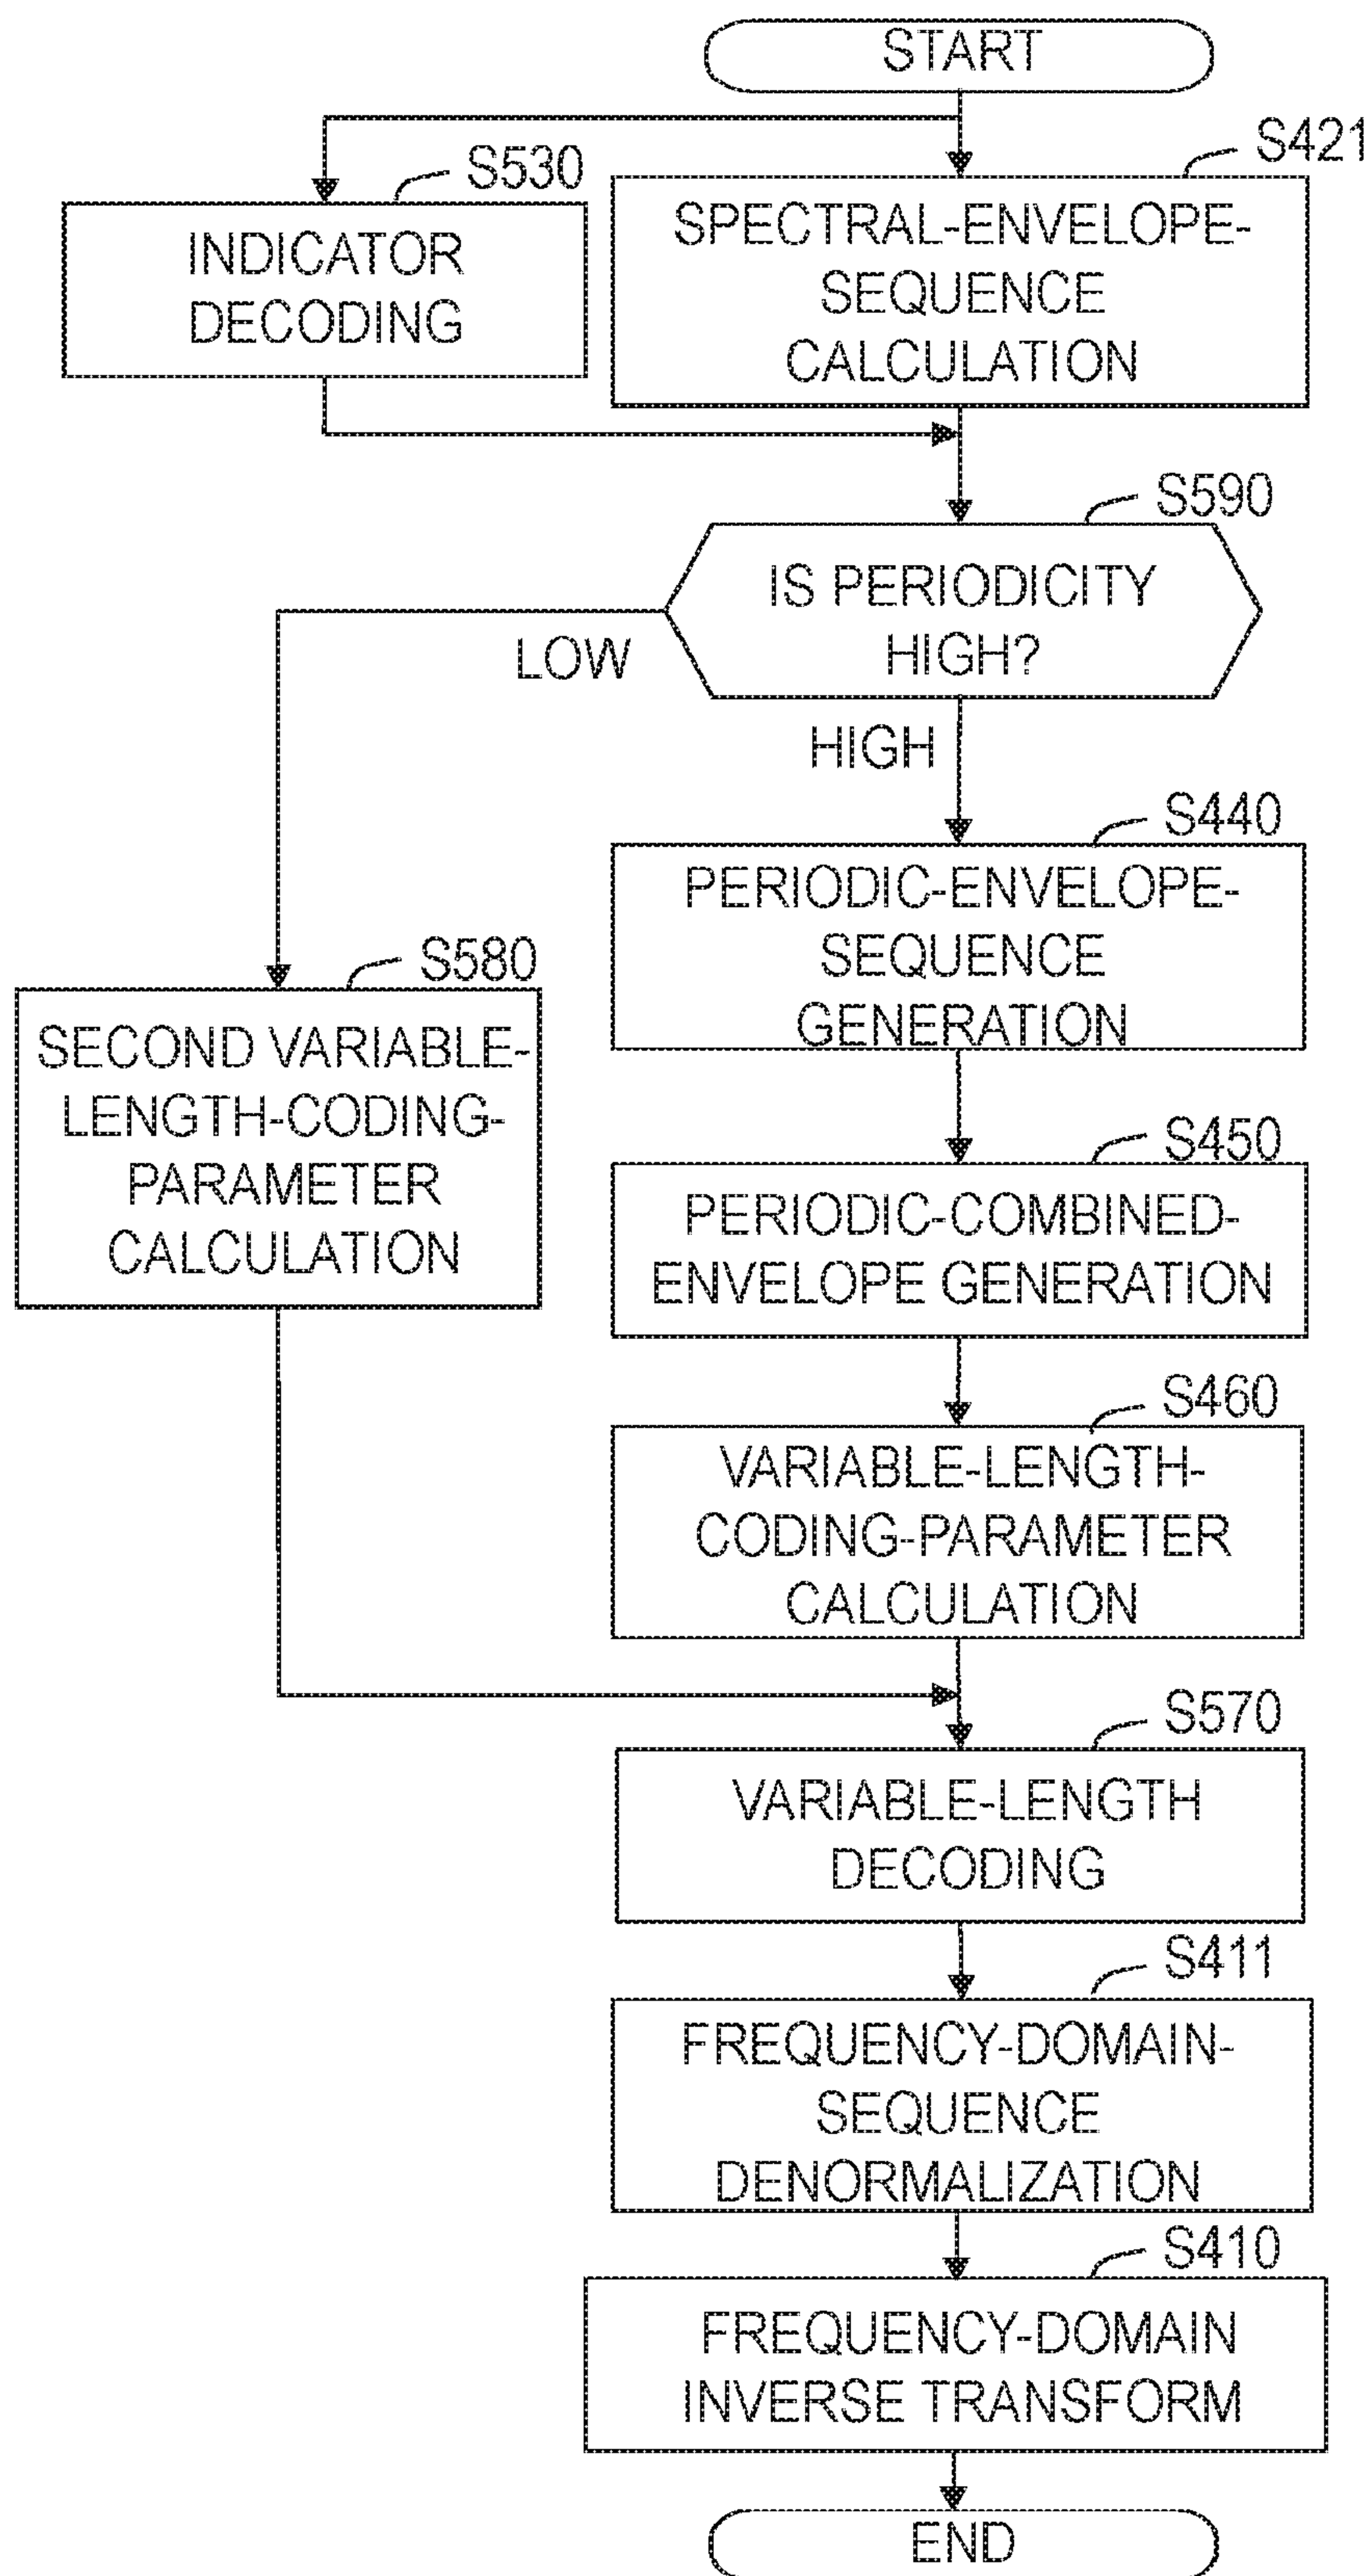 START
S421
SPECTRAL-ENVELOPE-
SEQUENCE
CALCULATION
S530
INDICATOR
DECODING
S590
IS PERIODICITY
HIGH?
LOW
HIGH
S440
PERIODIC-ENVELOPE-
SEQUENCE
GENERATION
S580
SECOND VARIABLE-
LENGTH-CODING-
PARAMETER
CALCULATION
S450
PERIODIC-COMBINED-
ENVELOPE GENERATION
S460
VARIABLE-LENGTH-
CODING-PARAMETER
CALCULATION
S570
VARIABLE-LENGTH
DECODING
S411
FREQUENCY-DOMAIN-
SEQUENCE
DENORMALIZATION
S410
FREQUENCY-DOMAIN
INVERSE TRANSFORM
END